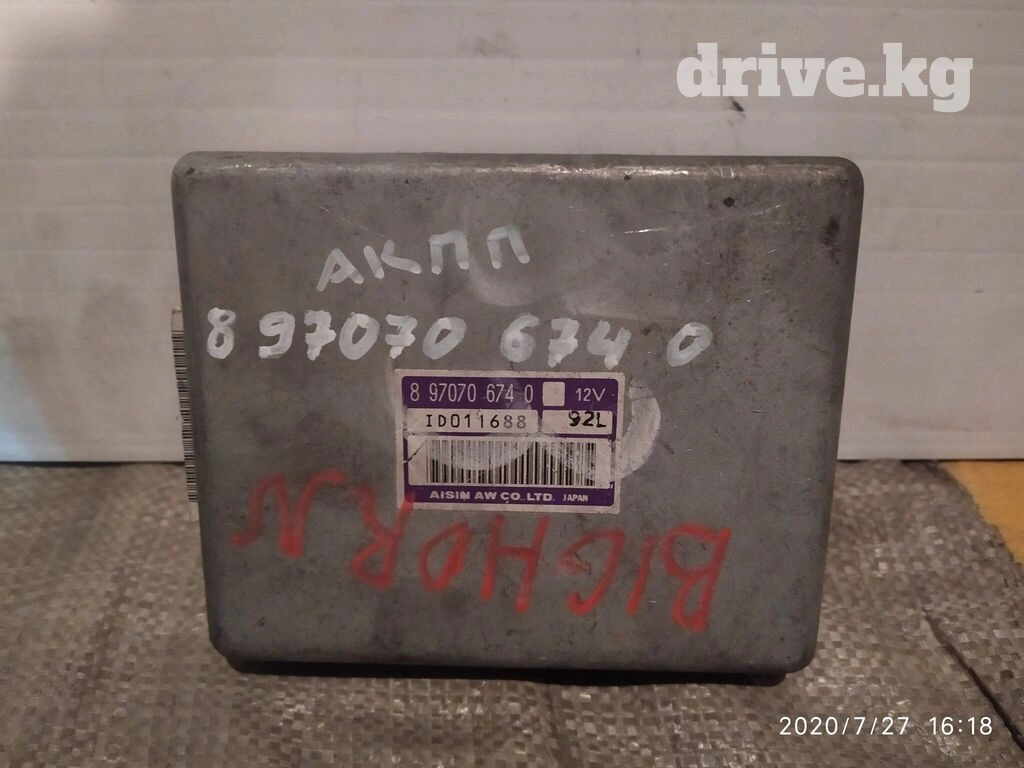 drive.kg
АКПП
8 97070 674 0
8 97070 674 0 12V
ID011688 92L
AISIN AW CO., LTD. JAPAN
BIGHORN
2020/7/27 16:18